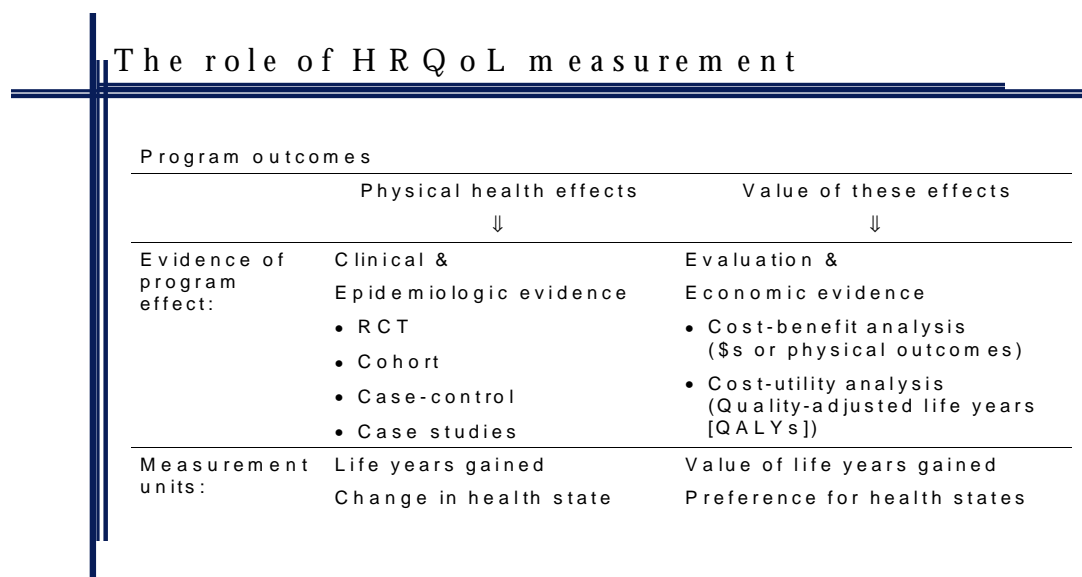 The role of HRQoL measurement
Program outcomes
Physical health effects
Value of these effects
⇓
⇓
Evidence of
program
effect:
Clinical &
Epidemiologic evidence
• RCT
• Cohort
• Case-control
• Case studies
Evaluation &
Economic evidence
• Cost-benefit analysis
($s or physical outcomes)
• Cost-utility analysis
(Quality-adjusted life years
[QALYs])
Measurement
units:
Life years gained
Change in health state
Value of life years gained
Preference for health states